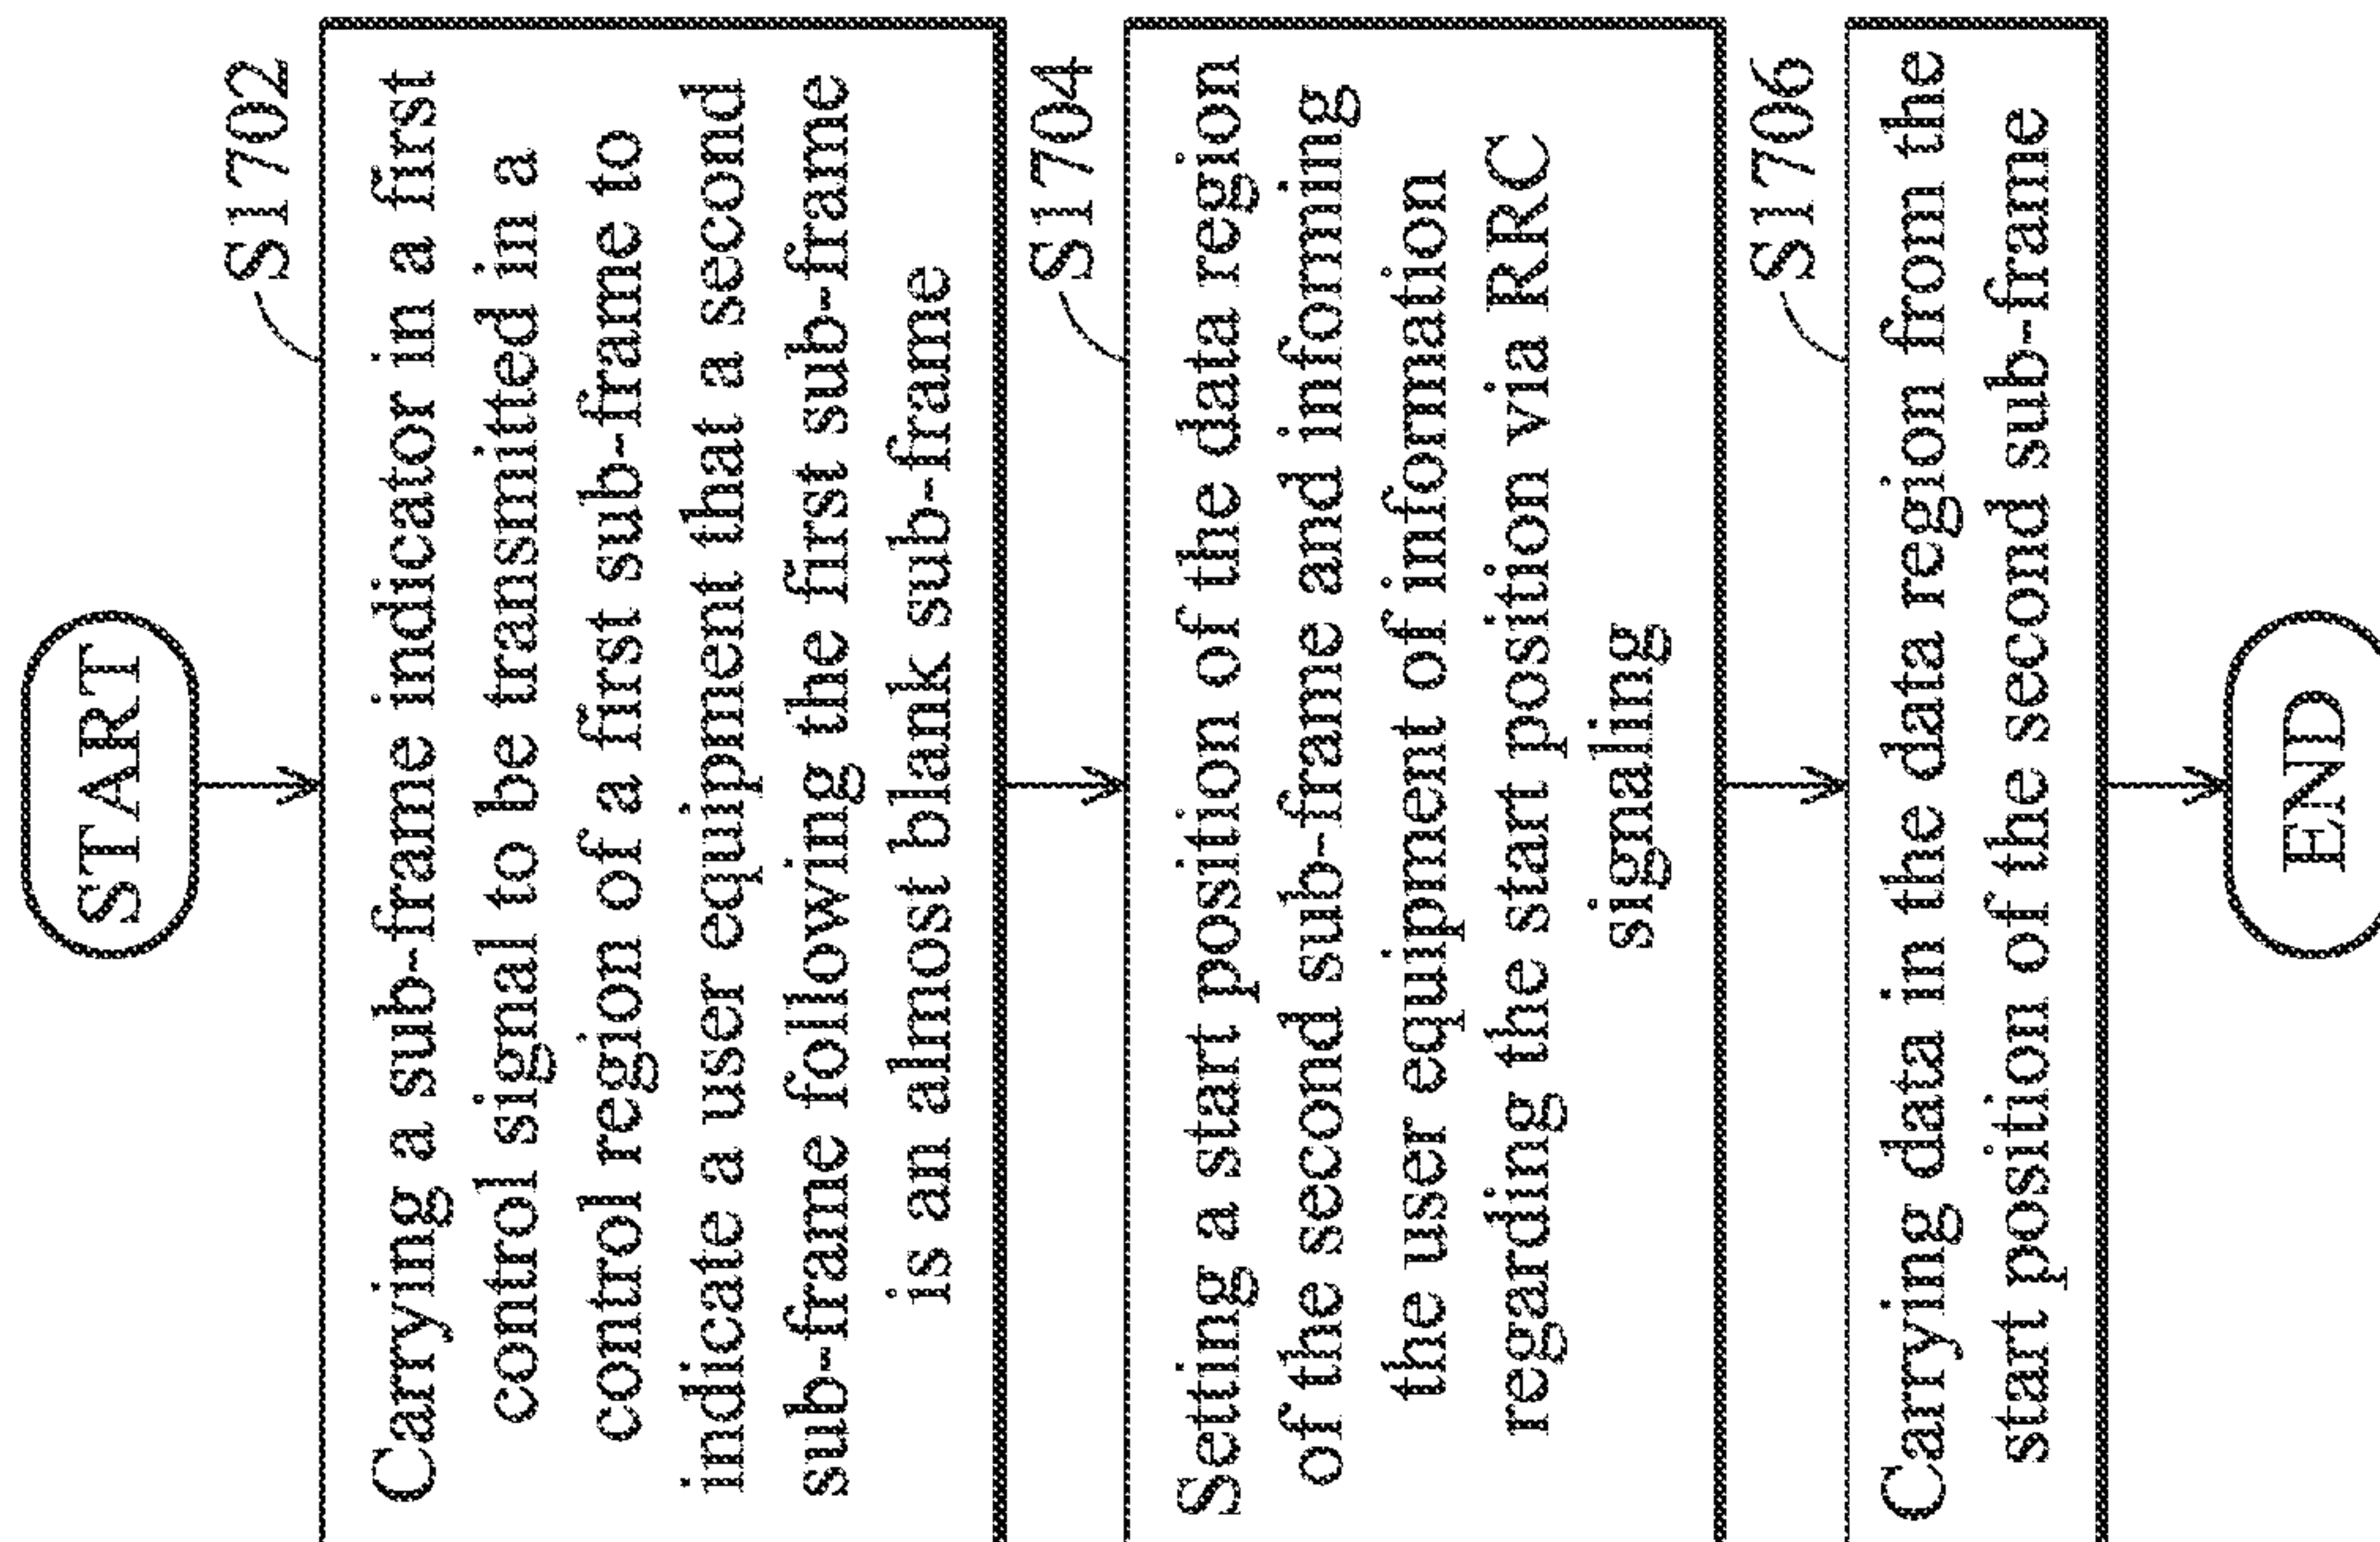 START
S1702
Carrying a sub-frame indicator in a first
control signal to be transmitted in a
control region of a first sub-frame to
indicate a user equipment that a second
sub-frame following the first sub-frame
is an almost blank sub-frame
S1704
Setting a start position of the data region
of the second sub-frame and informing
the user equipment of information
regarding the start position via RRC
signaling
S1706
Carrying data in the data region from the
start position of the second sub-frame
END